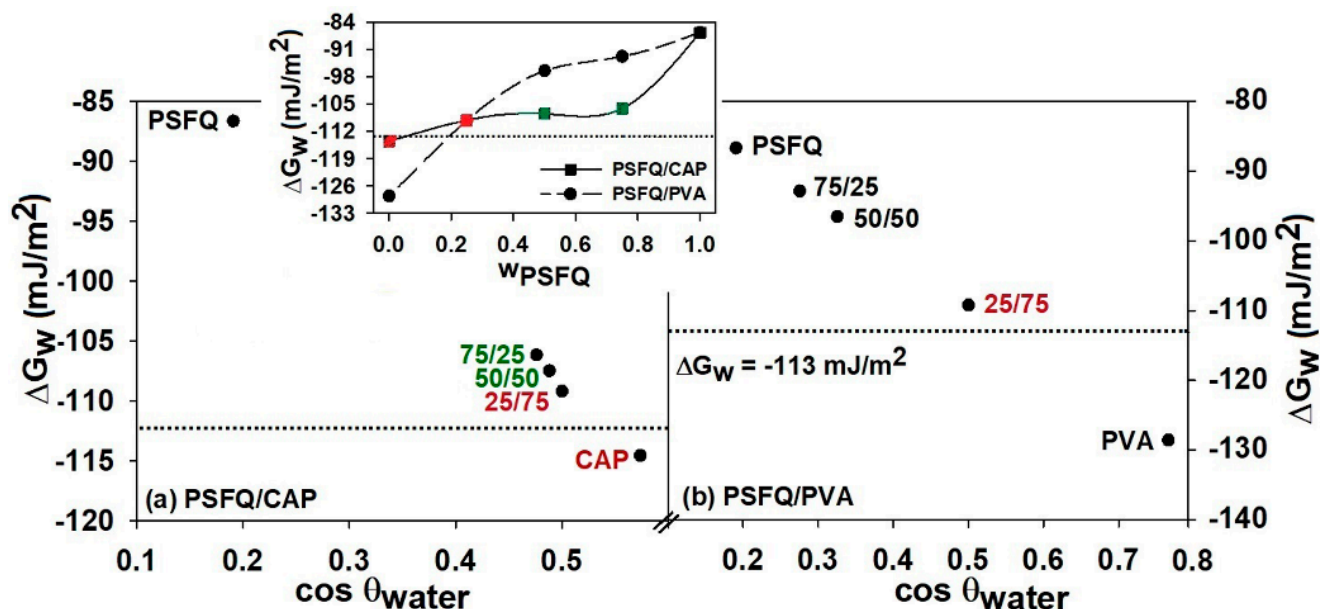 -84
-91
-98
-105
-112
-119
-126
-133
ΔGw (mJ/m2)
PSFQ/CAP
PSFQ/PVA
0.0 0.2 0.4 0.6 0.8 1.0
wPSFQ
-85
-90
-95
-100
-105
-110
-115
-120
ΔGw (mJ/m2)
PSFQ
75/25
50/50
25/75
CAP
(a) PSFQ/CAP
0.1 0.2 0.3 0.4 0.5
cos θwater
PSFQ
75/25
50/50
25/75
ΔGw = -113 mJ/m2
PVA
(b) PSFQ/PVA
0.2 0.3 0.4 0.5 0.6 0.7 0.8
cos θwater
-80
-90
-100
-110
-120
-130
-140
ΔGw (mJ/m2)